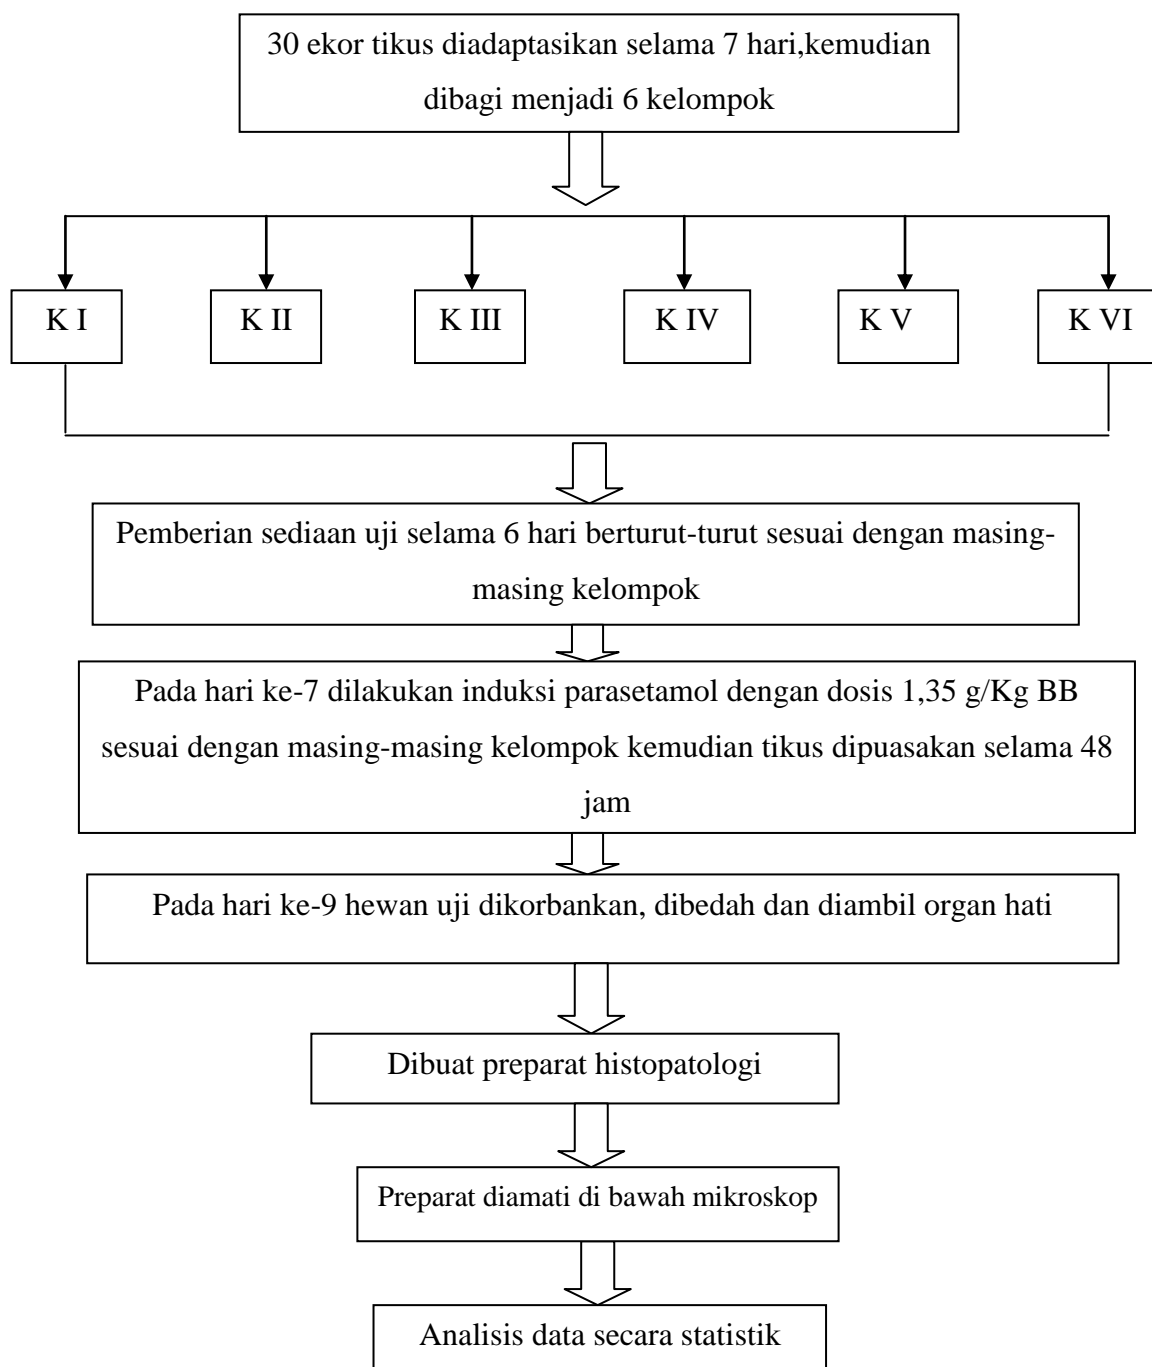 30 ekor tikus diadaptasikan selama 7 hari,kemudian
dibagi menjadi 6 kelompok
K I
K II
K III
K IV
K V
K VI
Pemberian sediaan uji selama 6 hari berturut-turut sesuai dengan masing-
masing kelompok
Pada hari ke-7 dilakukan induksi parasetamol dengan dosis 1,35 g/Kg BB
sesuai dengan masing-masing kelompok kemudian tikus dipuasakan selama 48
jam
Pada hari ke-9 hewan uji dikorbankan, dibedah dan diambil organ hati
Dibuat preparat histopatologi
Preparat diamati di bawah mikroskop
Analisis data secara statistik